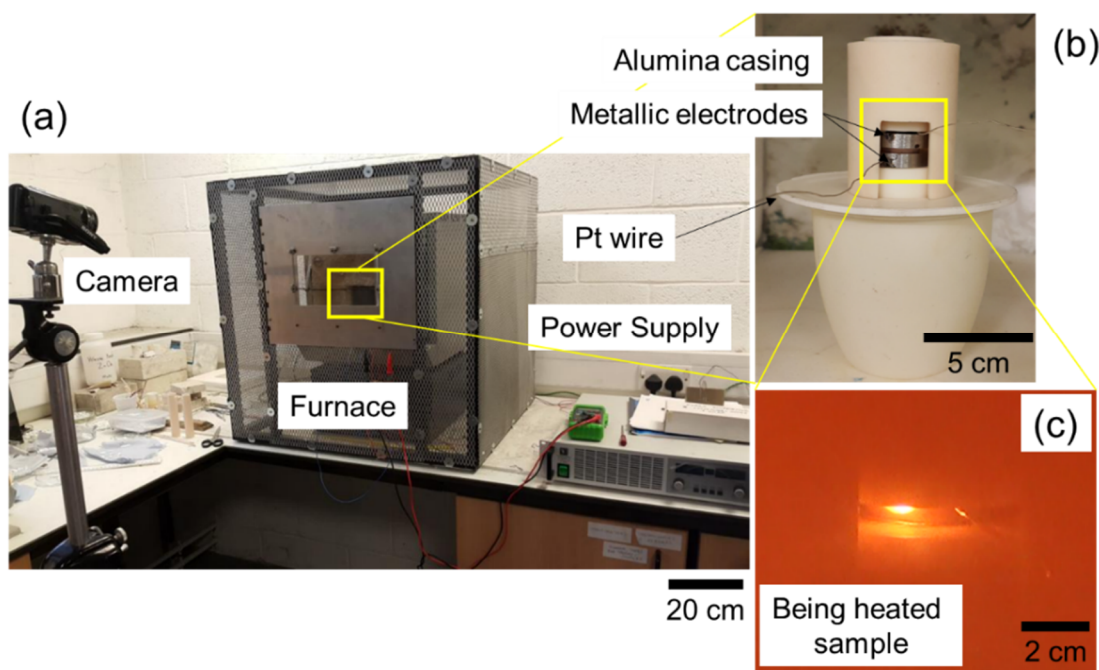 (a)
(b)
Alumina casing
Metallic electrodes
Pt wire
Camera
Power Supply
5 cm
Furnace
(c)
20 cm
Being heated
sample
2 cm